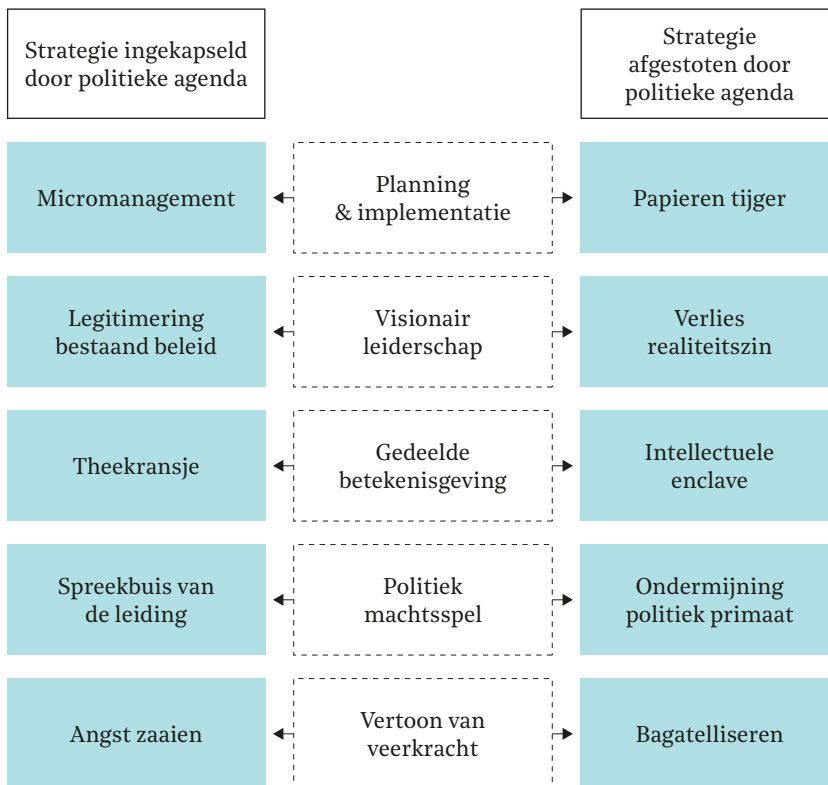 Strategie ingekapseld
door politieke agenda
Strategie
afgestoten door
politieke agenda
Micromanagement
Planning
& implementatie
Papieren tijger
Legitimering
bestaand beleid
Visionair
leiderschap
Verlies
realiteitszin
Theekransje
Gedeelde
betekenisgeving
Intellectuele
enclave
Spreekbuis van
de leiding
Politiek
machtsspel
Ondermijning
politiek primaat
Angst zaaien
Vertoon van
veerkracht
Bagatelliseren